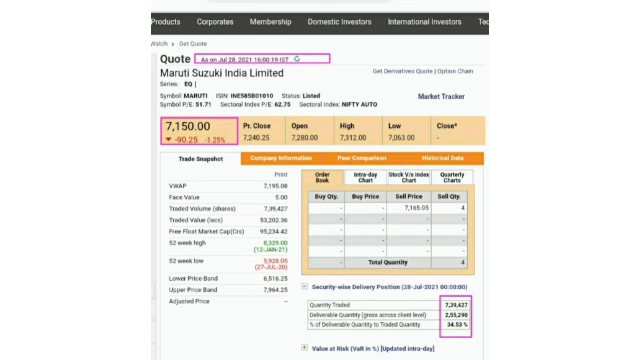 Products Corporates Membership Domestic Investors International Investors Tec
Watch › Get Quote
Quote As on Jul 28, 2021 16:00:19 IST
Maruti Suzuki India Limited Get Derivatives Quote | Option Chain
Series: EQ |
Symbol: MARUTI ISIN: INE585B01010 Status: Listed Market Tracker
Symbol P/E: 51.71 Sectoral Index P/E: 62.75 Sectoral Index: NIFTY AUTO
7,150.00 Pr. Close Open High Low Close*
-90.25 -1.25% 7,240.25 7,280.00 7,312.00 7,063.00 -
Trade Snapshot Company Information Peer Comparison Historical Data
Print
VWAP 7,195.08
Face Value 5.00
Traded Volume (shares) 7,39,427
Traded Value (lacs) 53,202.36
Free Float Market Cap(Crs) 95,234.42
52 week high 8,329.00
(12-JAN-21)
52 week low 5,928.05
(27-JUL-20)
Lower Price Band 6,516.25
Upper Price Band 7,964.25
Adjusted Price --
Order Book Intra-day Chart Stock V/s Index Chart Quarterly Charts
Buy Qty. Buy Price Sell Price Sell Qty.
- - 7,165.05 4
- - - -
- - - -
- - - -
- - - -
- Total Quantity 4
Security-wise Delivery Position (28-Jul-2021 00:00:00)
Quantity Traded 7,39,427
Deliverable Quantity (gross across client level) 2,55,290
% of Deliverable Quantity to Traded Quantity 34.53 %
Value at Risk (VaR in %) [Updated intra-day]